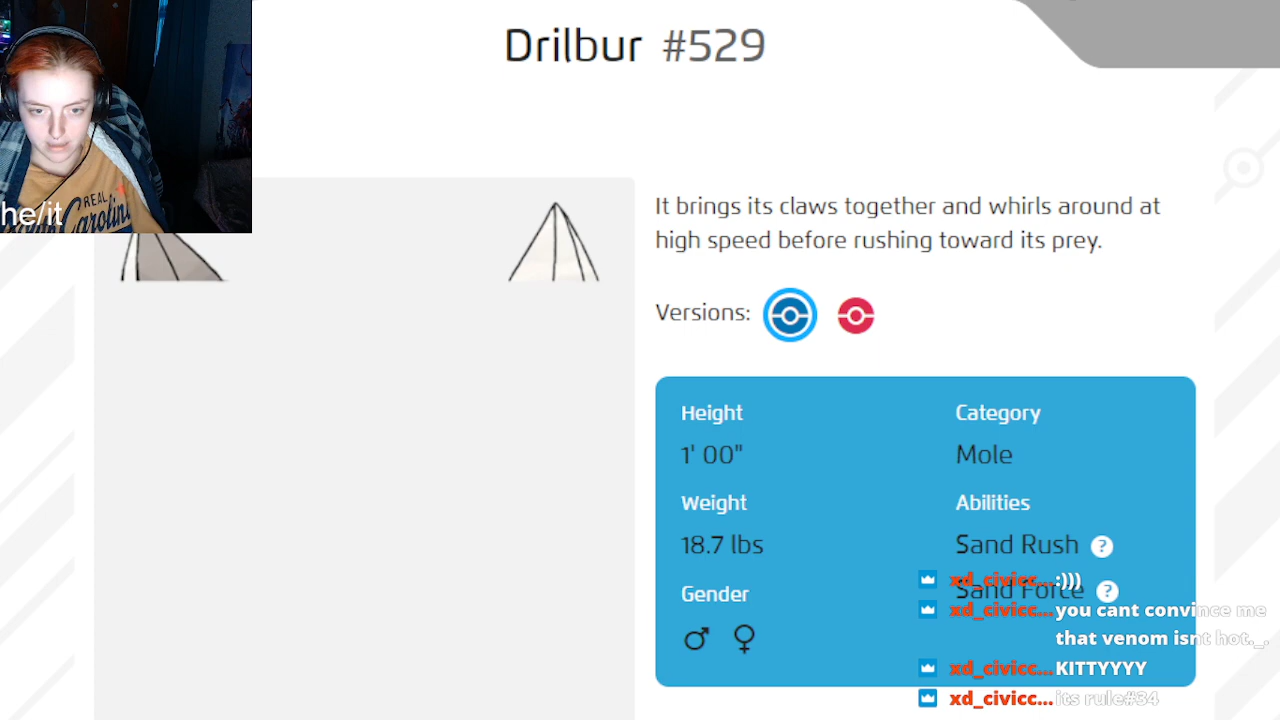 Drilbur #529
he/it
REAL
Carolina
It brings its claws together and whirls around at
high speed before rushing toward its prey.
Versions:
Height
1' 00"
Category
Mole
Weight
18.7 lbs
Abilities
Sand Rush ?
Sand Force ?
Gender
♂ ♀
xd_civicc...:)))
xd_civicc...you cant convince me
that venom isnt hot._.
xd_civicc...KITTYYYY
xd_civicc...its rule#34